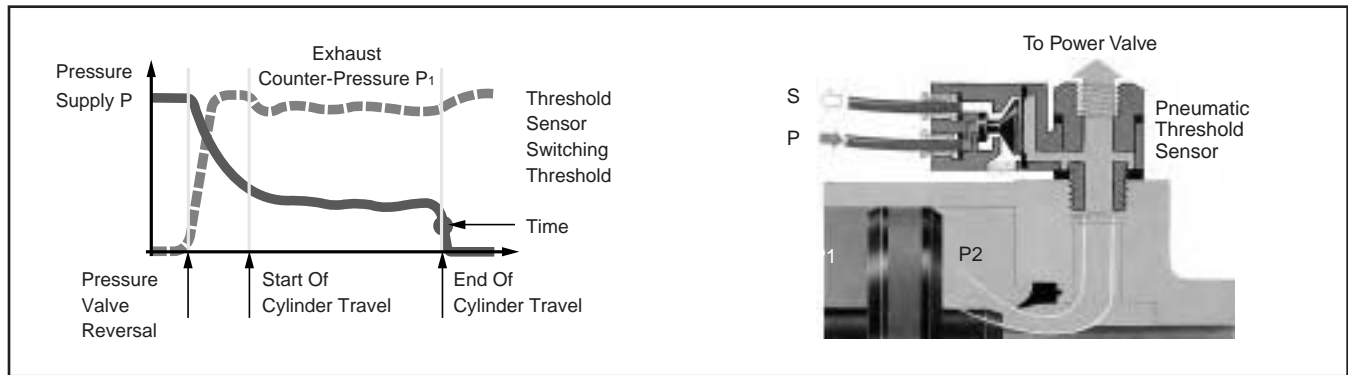 Pressure
Supply P
Exhaust
Counter-Pressure P1
Threshold
Sensor
Switching
Threshold
Time
Pressure
Valve
Reversal
Start Of
Cylinder Travel
End Of
Cylinder Travel
To Power Valve
S
P
Pneumatic
Threshold
Sensor
P1
P2